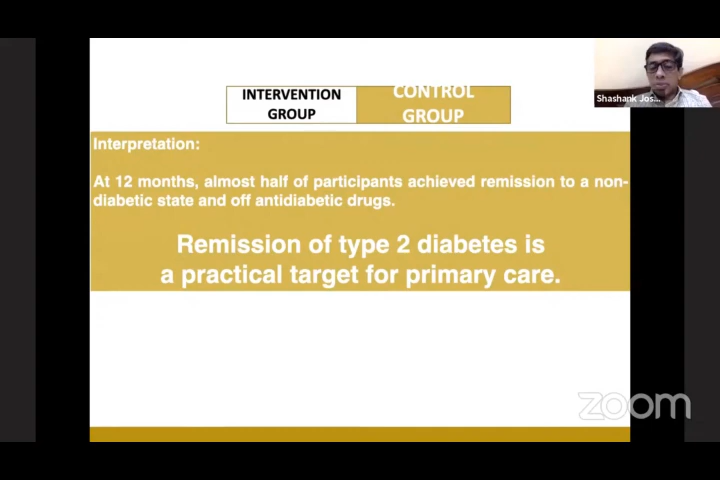 INTERVENTION
GROUP
CONTROL
GROUP
Shashank Jos...
Interpretation:
At 12 months, almost half of participants achieved remission to a non-
diabetic state and off antidiabetic drugs.
Remission of type 2 diabetes is
a practical target for primary care.
zoom